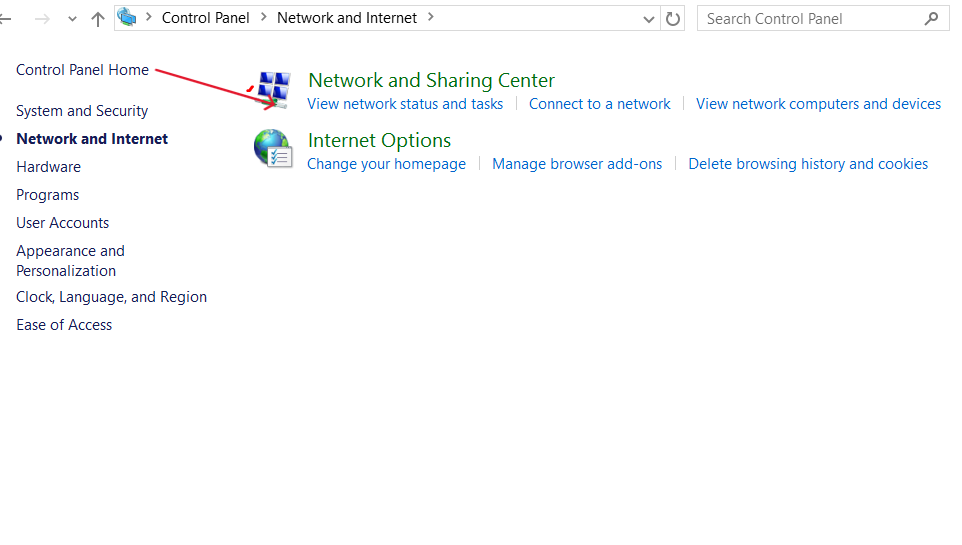 Control Panel > Network and Internet >
Search Control Panel
Control Panel Home
System and Security
Network and Internet
Hardware
Programs
User Accounts
Appearance and
Personalization
Clock, Language, and Region
Ease of Access
Network and Sharing Center
View network status and tasks | Connect to a network | View network computers and devices
Internet Options
Change your homepage | Manage browser add-ons | Delete browsing history and cookies